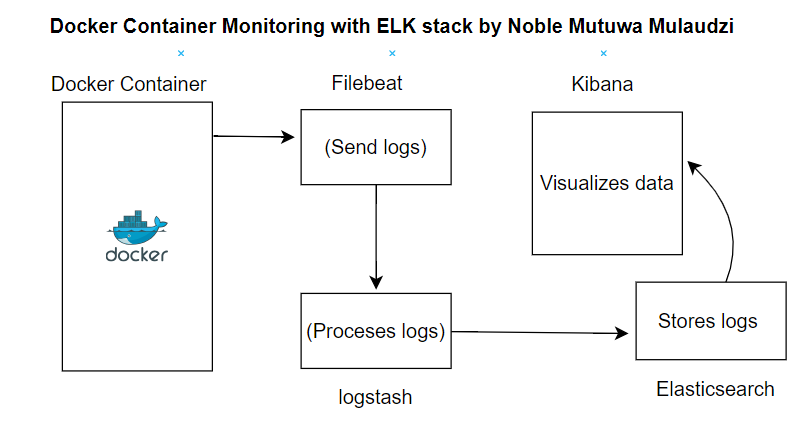 Docker Container Monitoring with ELK stack by Noble Mutuwa Mulaudzi
Docker Container
Filebeat
Kibana
(Send logs)
Visualizes data
docker
(Proceses logs)
Stores logs
logstash
Elasticsearch